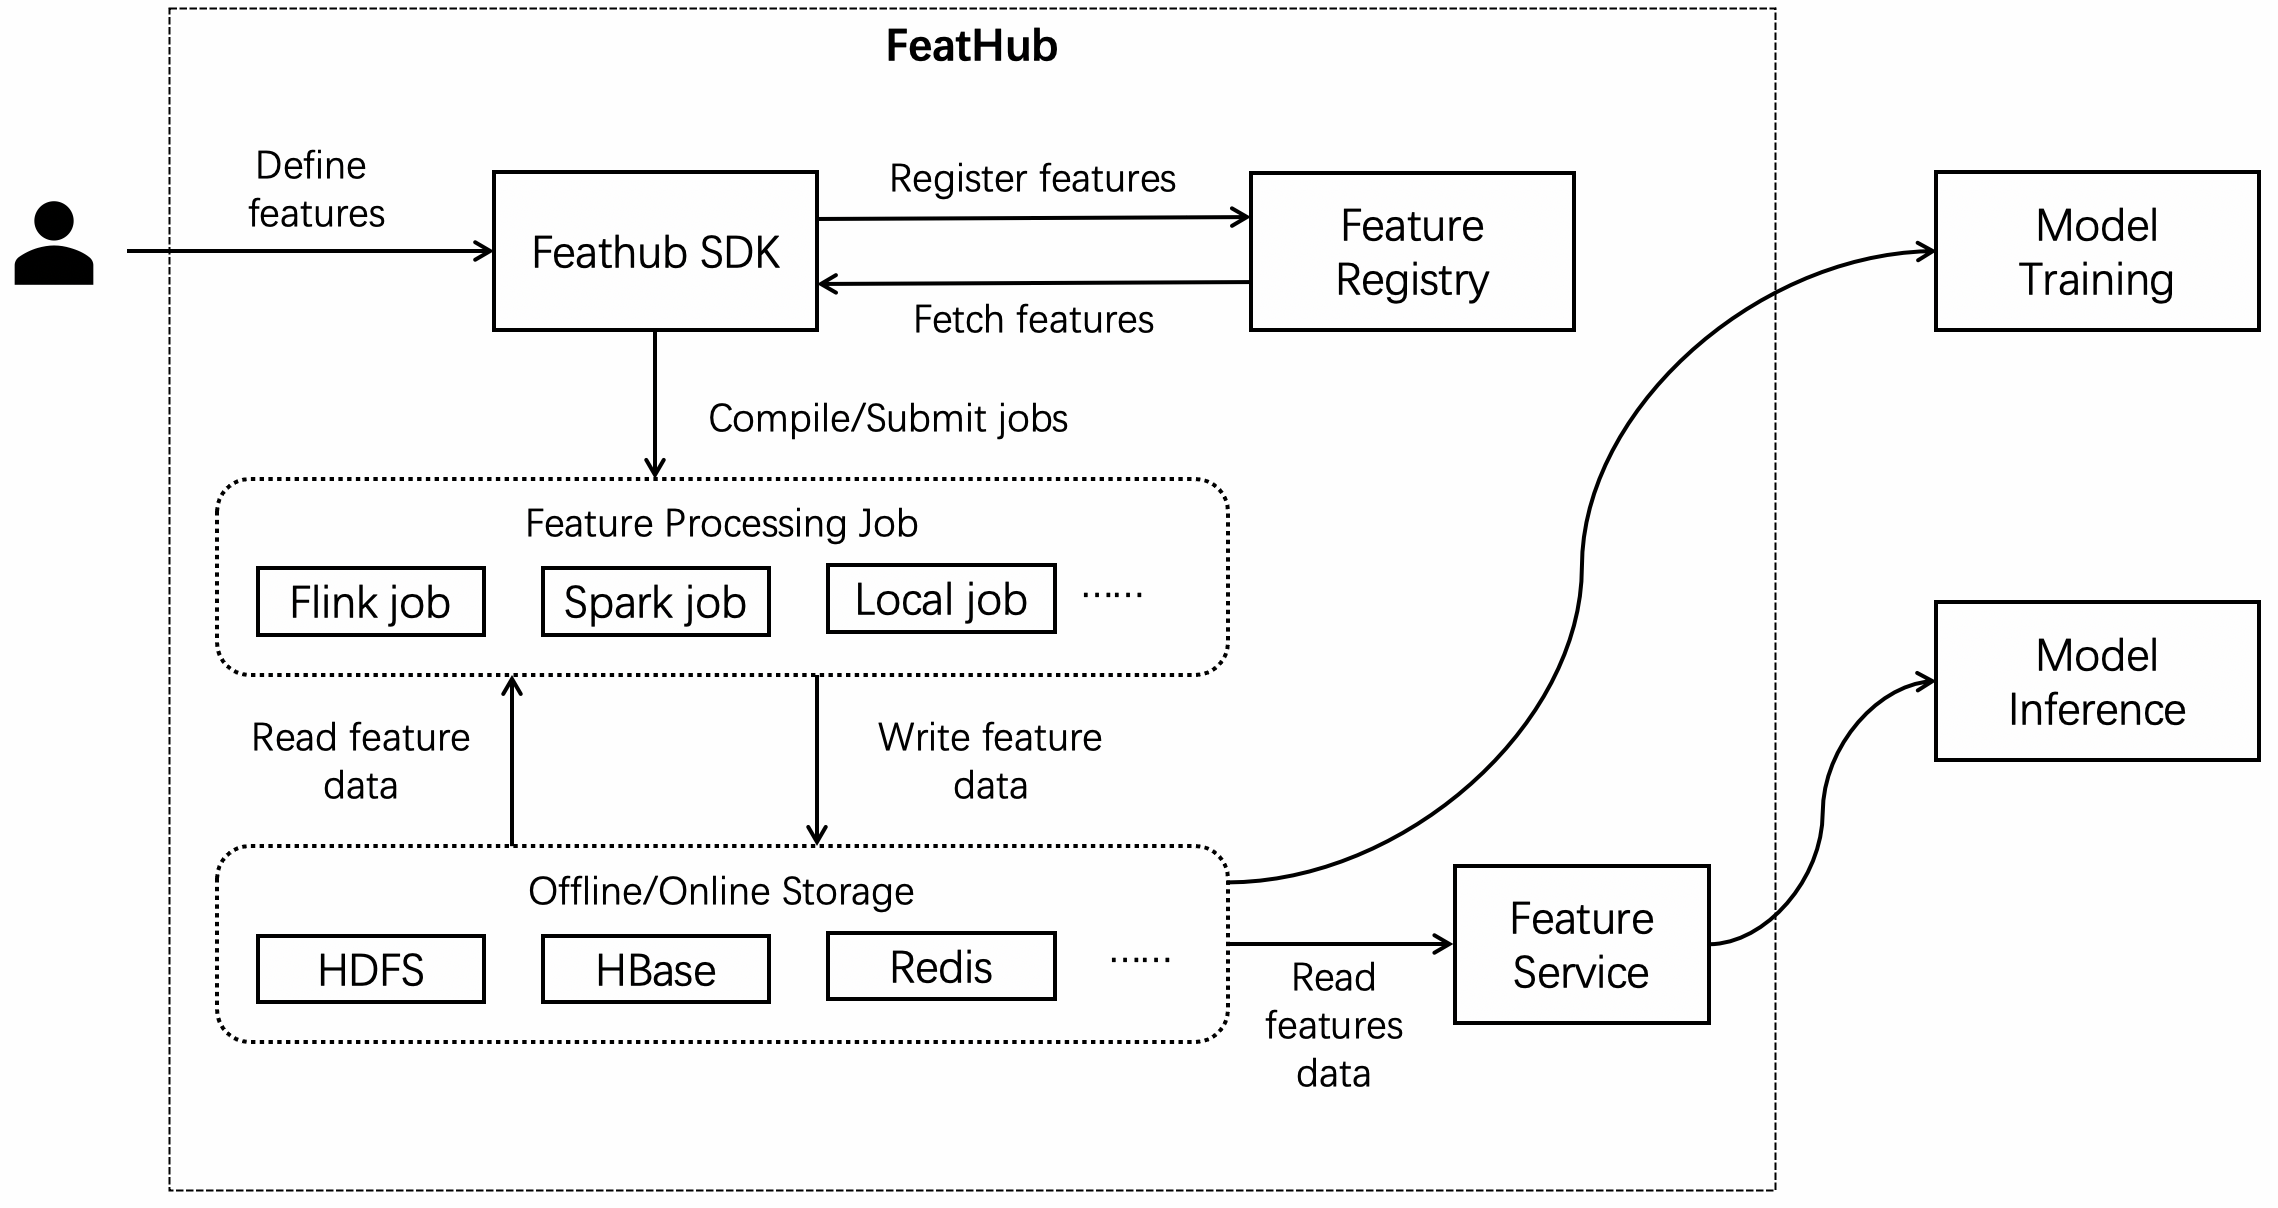 FeatHub
Define
features
Feathub SDK
Register features
Fetch features
Feature
Registry
Model
Training
Compile/Submit jobs
Feature Processing Job
Flink job
Spark job
Local job
......
Read feature
data
Write feature
data
Model
Inference
Offline/Online Storage
HDFS
HBase
Redis
......
Read
features
data
Feature
Service